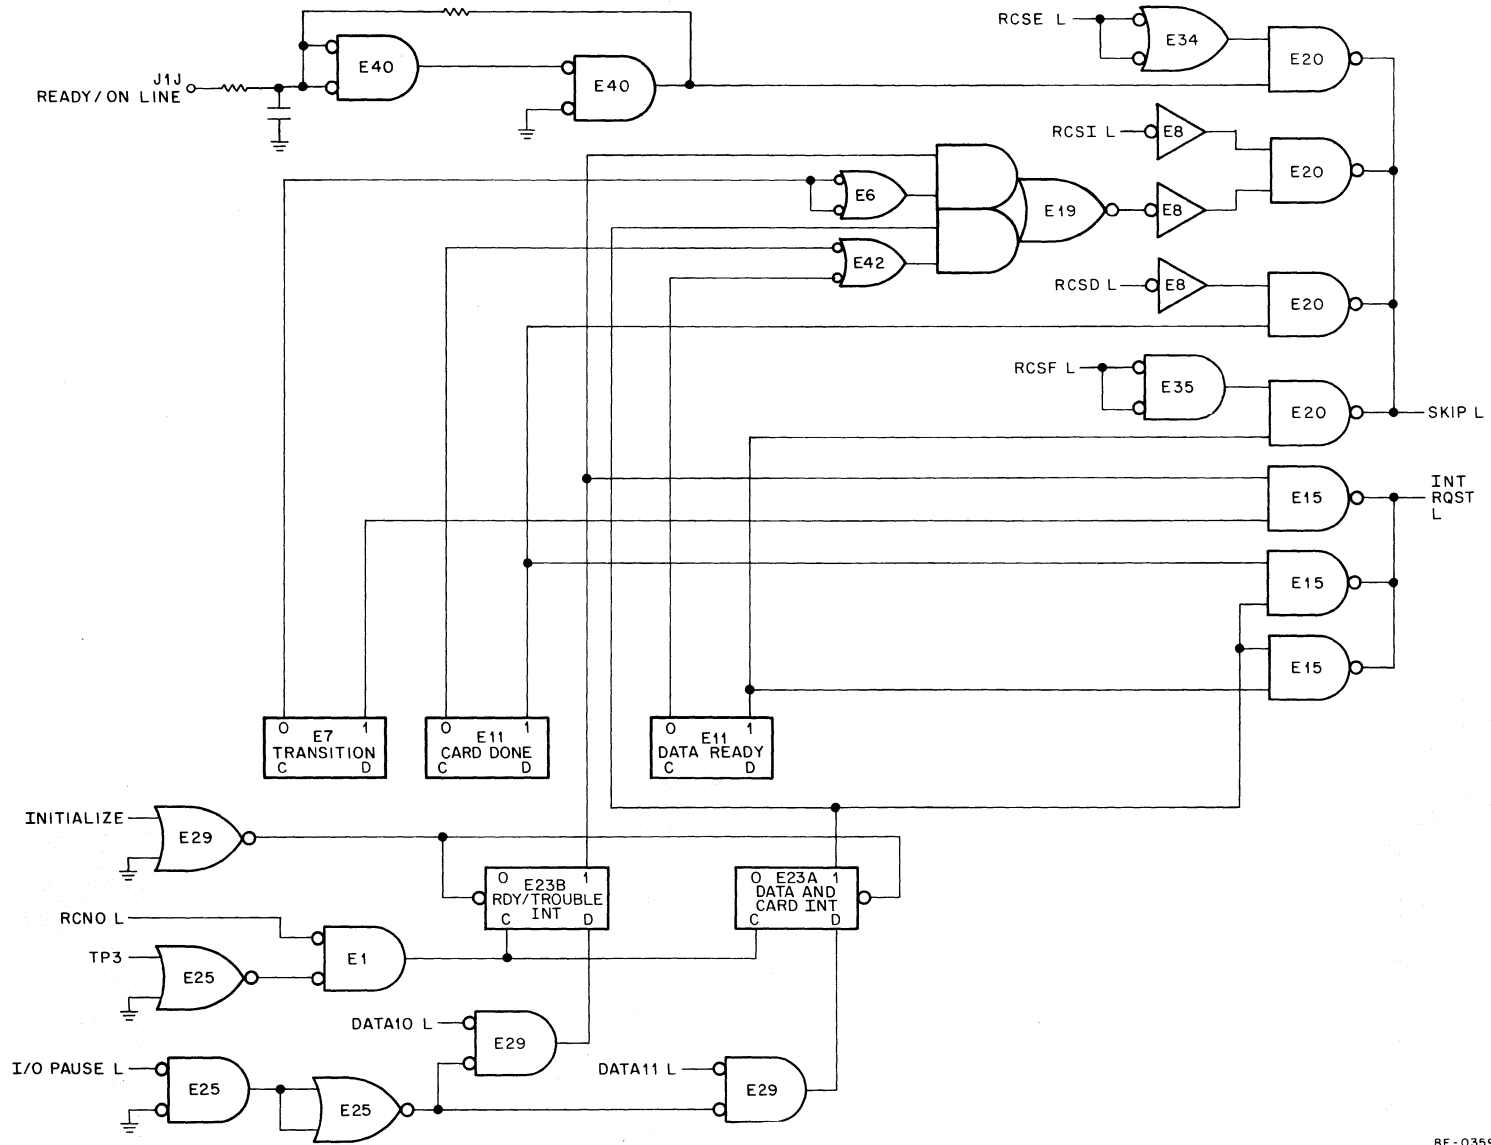 RCSE L
E34
E20
E40
E40
J1J
READY/ON LINE
RCSI L
E8
E20
E6
E19
E8
E42
RCSD L
E8
E20
RCSF L
E35
E20
SKIP L
E15
INT
RQST
L
E15
E15
0 1
E7
TRANSITION
C D
0 1
E11
CARD DONE
C D
0 1
E11
DATA READY
C D
INITIALIZE
E29
0 1
E23B
RDY/TROUBLE
INT
C D
0 E23A 1
DATA AND
CARD INT
C D
RCNO L
E1
TP3
E25
DATA10 L
E29
I/O PAUSE L
E25
E25
DATA11 L
E29
8E-0359